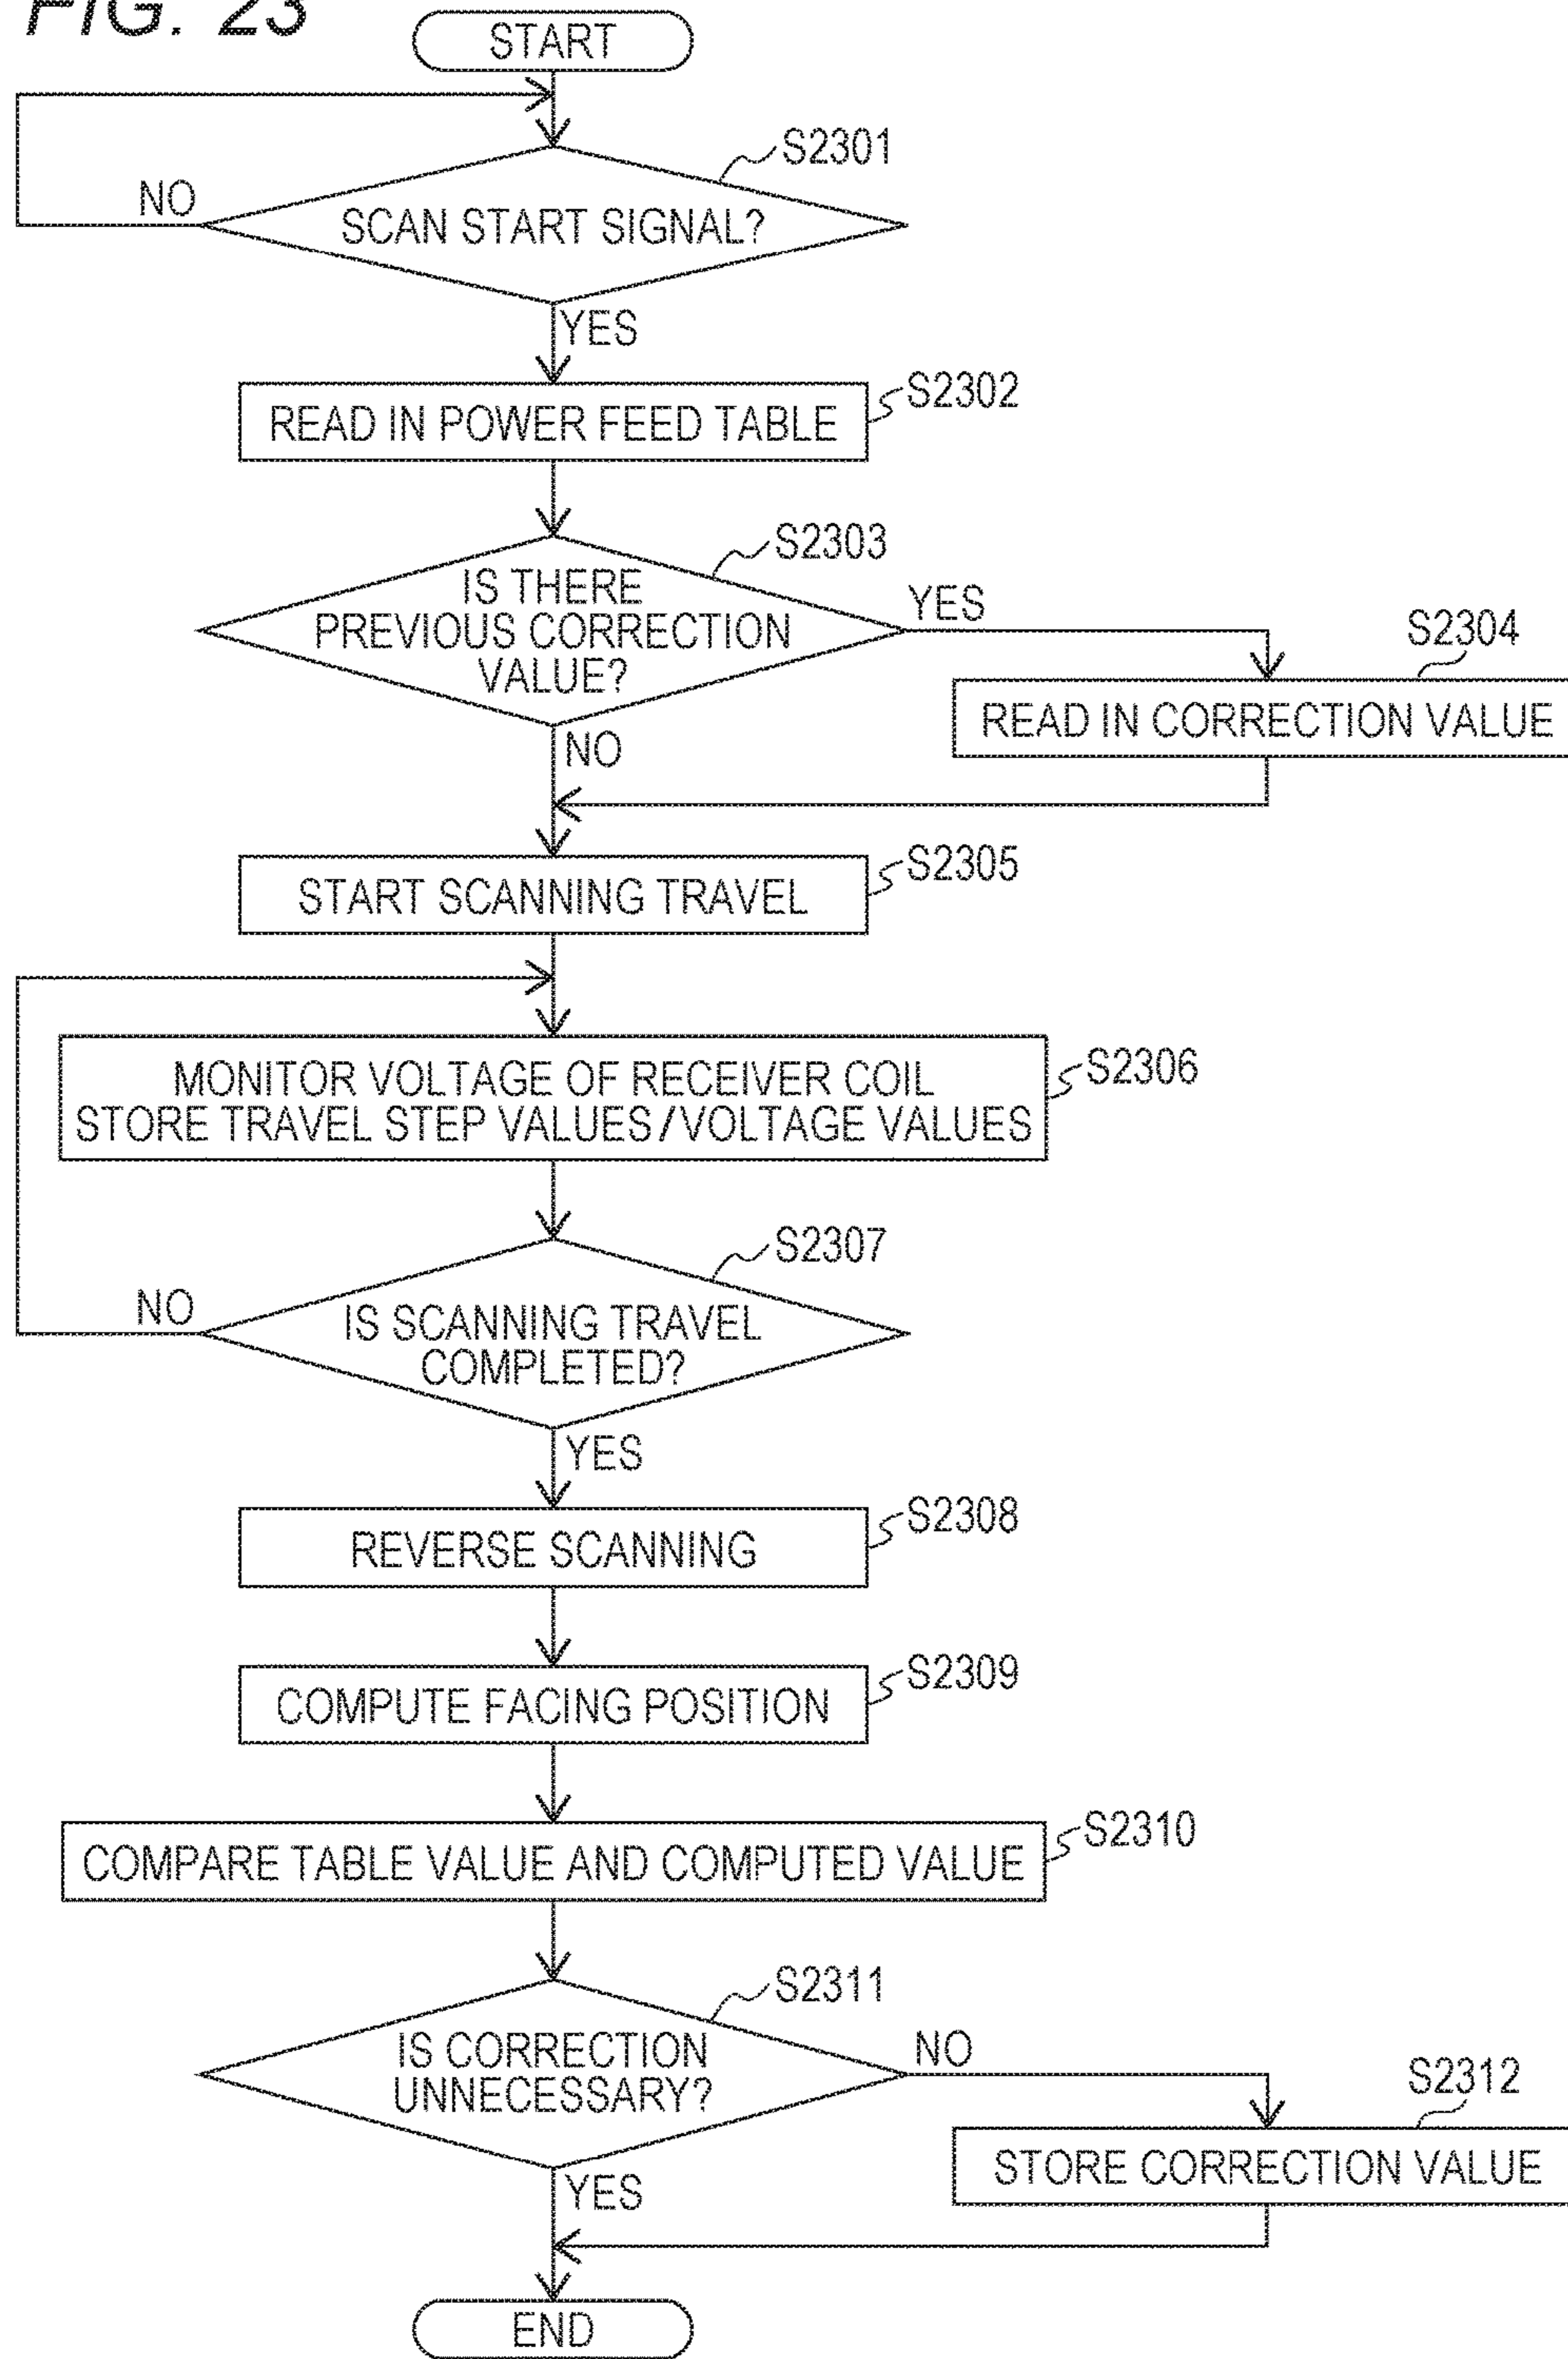 FIG. 23
START
S2301
NO
SCAN START SIGNAL?
YES
S2302
READ IN POWER FEED TABLE
S2303
IS THERE
PREVIOUS CORRECTION
VALUE?
YES
S2304
READ IN CORRECTION VALUE
NO
S2305
START SCANNING TRAVEL
S2306
MONITOR VOLTAGE OF RECEIVER COIL
STORE TRAVEL STEP VALUES/VOLTAGE VALUES
S2307
NO
IS SCANNING TRAVEL
COMPLETED?
YES
S2308
REVERSE SCANNING
S2309
COMPUTE FACING POSITION
S2310
COMPARE TABLE VALUE AND COMPUTED VALUE
S2311
IS CORRECTION
UNNECESSARY?
NO
S2312
STORE CORRECTION VALUE
YES
END